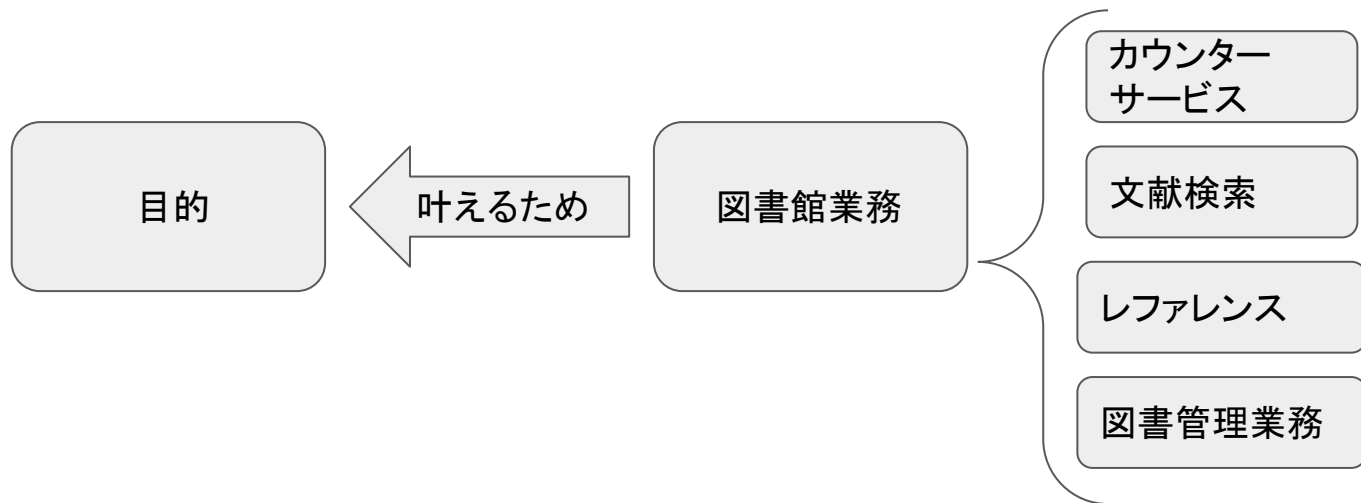 目的
叶えるため
図書館業務
カウンター
サービス
文献検索
レファレンス
図書管理業務